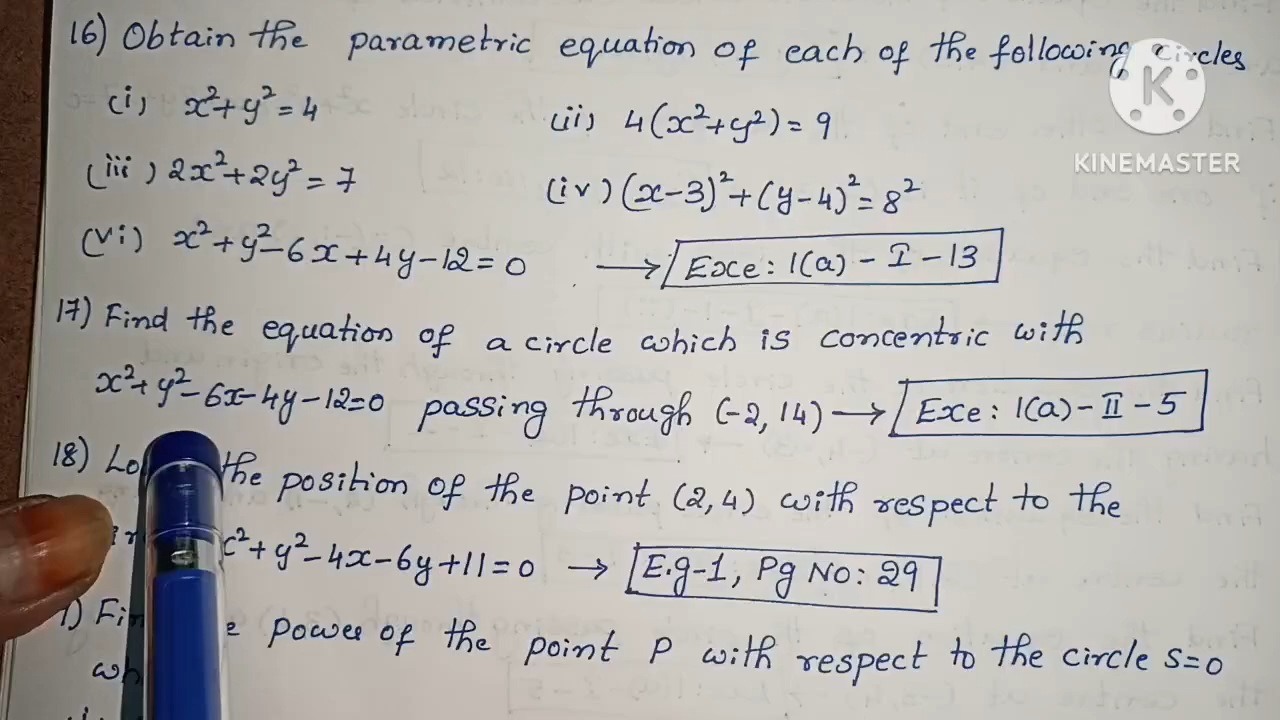 16) Obtain the parametric equation of each of the following circles
(i) x²+y²=4 (ii) 4(x²+y²)=9
(iii) 2x²+2y²=7 (iv) (x-3)²+(y-4)²=8²
(vi) x²+y²-6x+4y-12=0 → Exe: 1(a)-I-13
17) Find the equation of a circle which is concentric with
x²+y²-6x-4y-12=0 passing through (-2,14) → Exe: 1(a)-II-5
18) the position of the point (2,4) with respect to the
x²+y²-4x-6y+11=0 → E.g-1, Pg No: 29
power of the point P with respect to the circle S=0
K
KINEMASTER